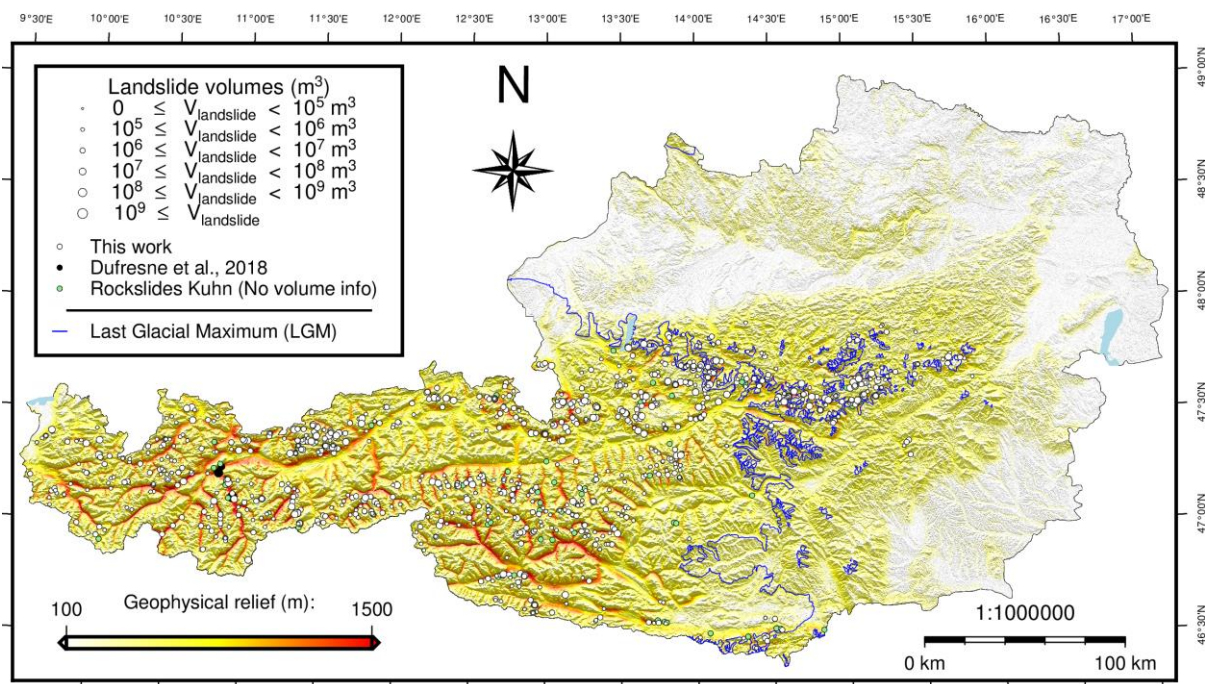 9°30'E 10°00'E 10°30'E 11°00'E 11°30'E 12°00'E 12°30'E 13°00'E 13°30'E 14°00'E 14°30'E 15°00'E 15°30'E 16°00'E 16°30'E 17°00'E
49°00'N
48°30'N
48°00'N
47°30'N
47°00'N
46°30'N
Landslide volumes (m³)
0 ≤ Vlandslide < 10⁵ m³
10⁵ ≤ Vlandslide < 10⁶ m³
10⁶ ≤ Vlandslide < 10⁷ m³
10⁷ ≤ Vlandslide < 10⁸ m³
10⁸ ≤ Vlandslide < 10⁹ m³
10⁹ ≤ Vlandslide
This work
Dufresne et al., 2018
Rockslides Kuhn (No volume info)
Last Glacial Maximum (LGM)
N
100 Geophysical relief (m): 1500
1:1000000
0 km 100 km